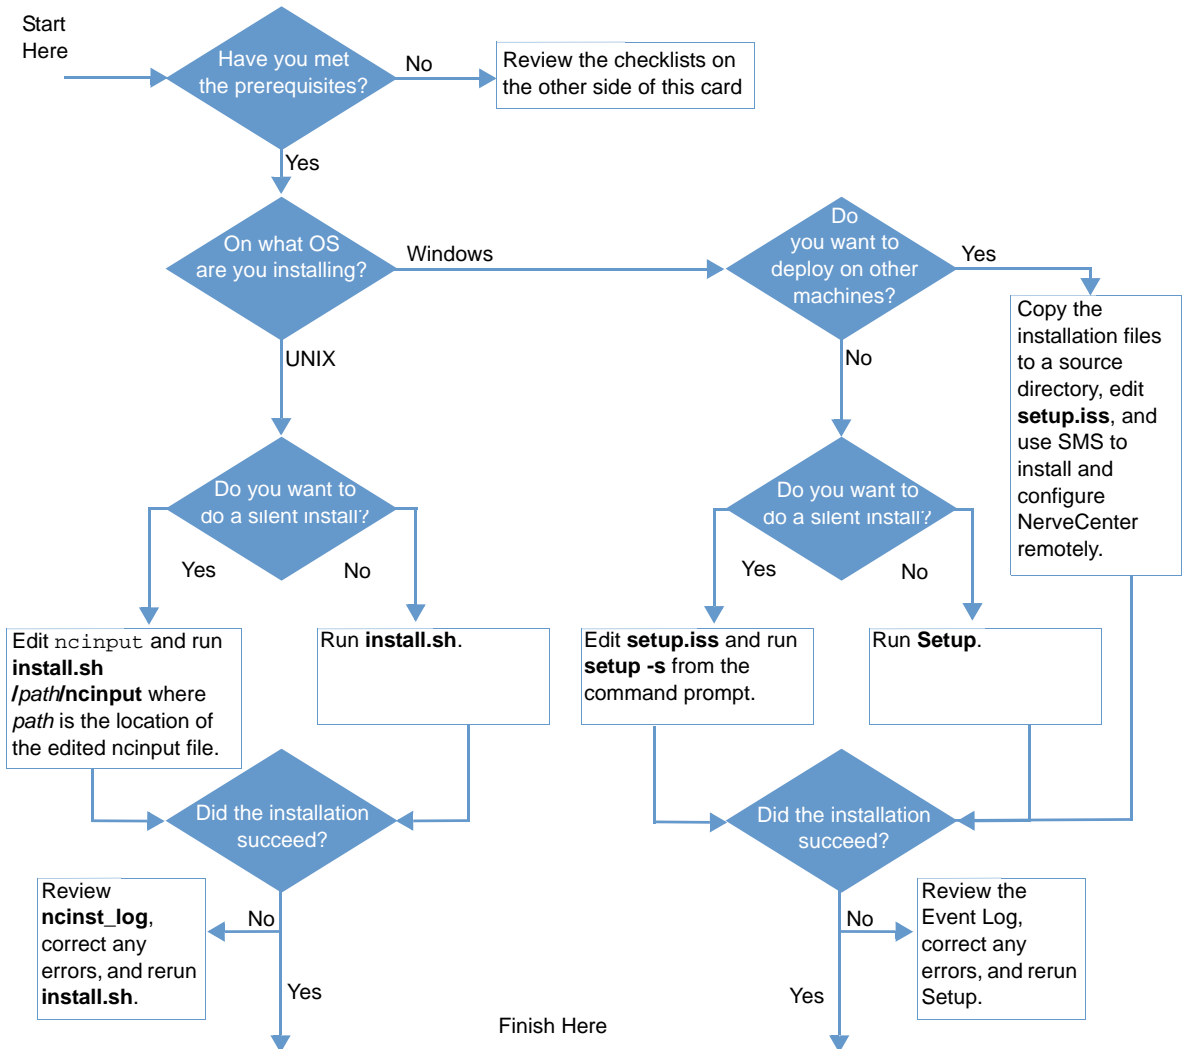 Start
Here
Have you met
the prerequisites?
No
Review the checklists on
the other side of this card
Yes
On what OS
are you installing?
Windows
Do
you want to
deploy on other
machines?
Yes
Copy the
installation files
to a source
directory, edit
setup.iss, and
use SMS to
install and
configure
NerveCenter
remotely.
UNIX
No
Do you want to
do a silent install?
Yes
No
Do you want to
do a silent install?
Yes
No
Edit ncinput and run
install.sh
/path/ncinput where
path is the location of
the edited ncinput file.
Run install.sh.
Edit setup.iss and run
setup -s from the
command prompt.
Run Setup.
Did the installation
succeed?
Did the installation
succeed?
Review
ncinst_log,
correct any
errors, and rerun
install.sh.
No
Yes
No
Review the
Event Log,
correct any
errors, and rerun
Setup.
Yes
Finish Here